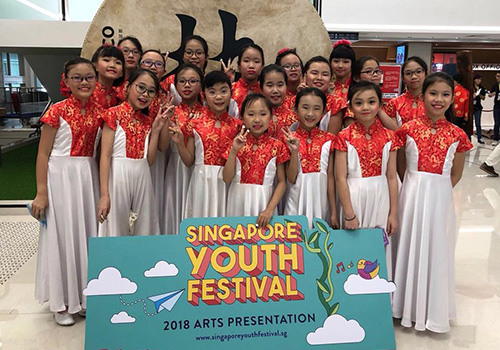 SINGAPORE
YOUTH
FESTIVAL
2018 ARTS PRESENTATION
www.singaporeyouthfestival.sg